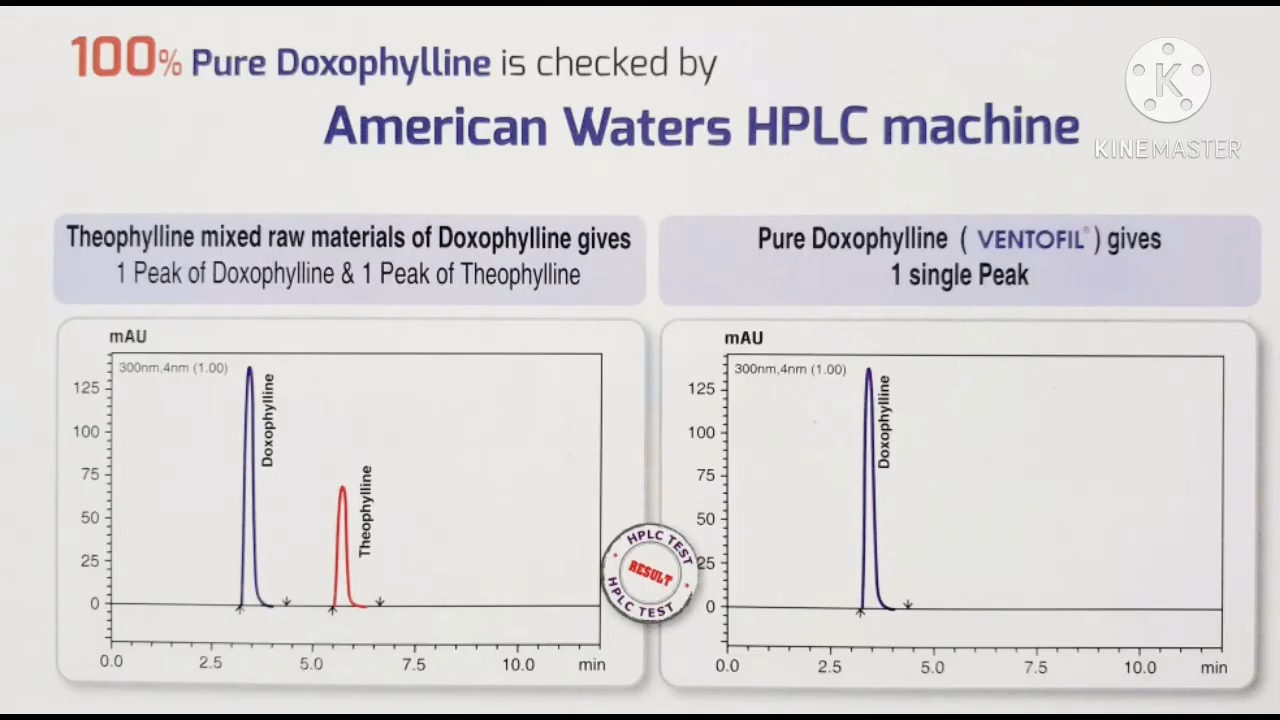 100% Pure Doxophylline is checked by
American Waters HPLC machine
K
KINEMASTER
Theophylline mixed raw materials of Doxophylline gives
1 Peak of Doxophylline & 1 Peak of Theophylline
Pure Doxophylline ( VENTOFIL® ) gives
1 single Peak
mAU
300nm,4nm (1.00)
125
100
75
50
25
0
Doxophylline
Theophylline
0.0 2.5 5.0 7.5 10.0 min
HPLC TEST
RESULT
HPLC TEST
mAU
300nm,4nm (1.00)
125
100
75
50
25
0
Doxophylline
0.0 2.5 5.0 7.5 10.0 min